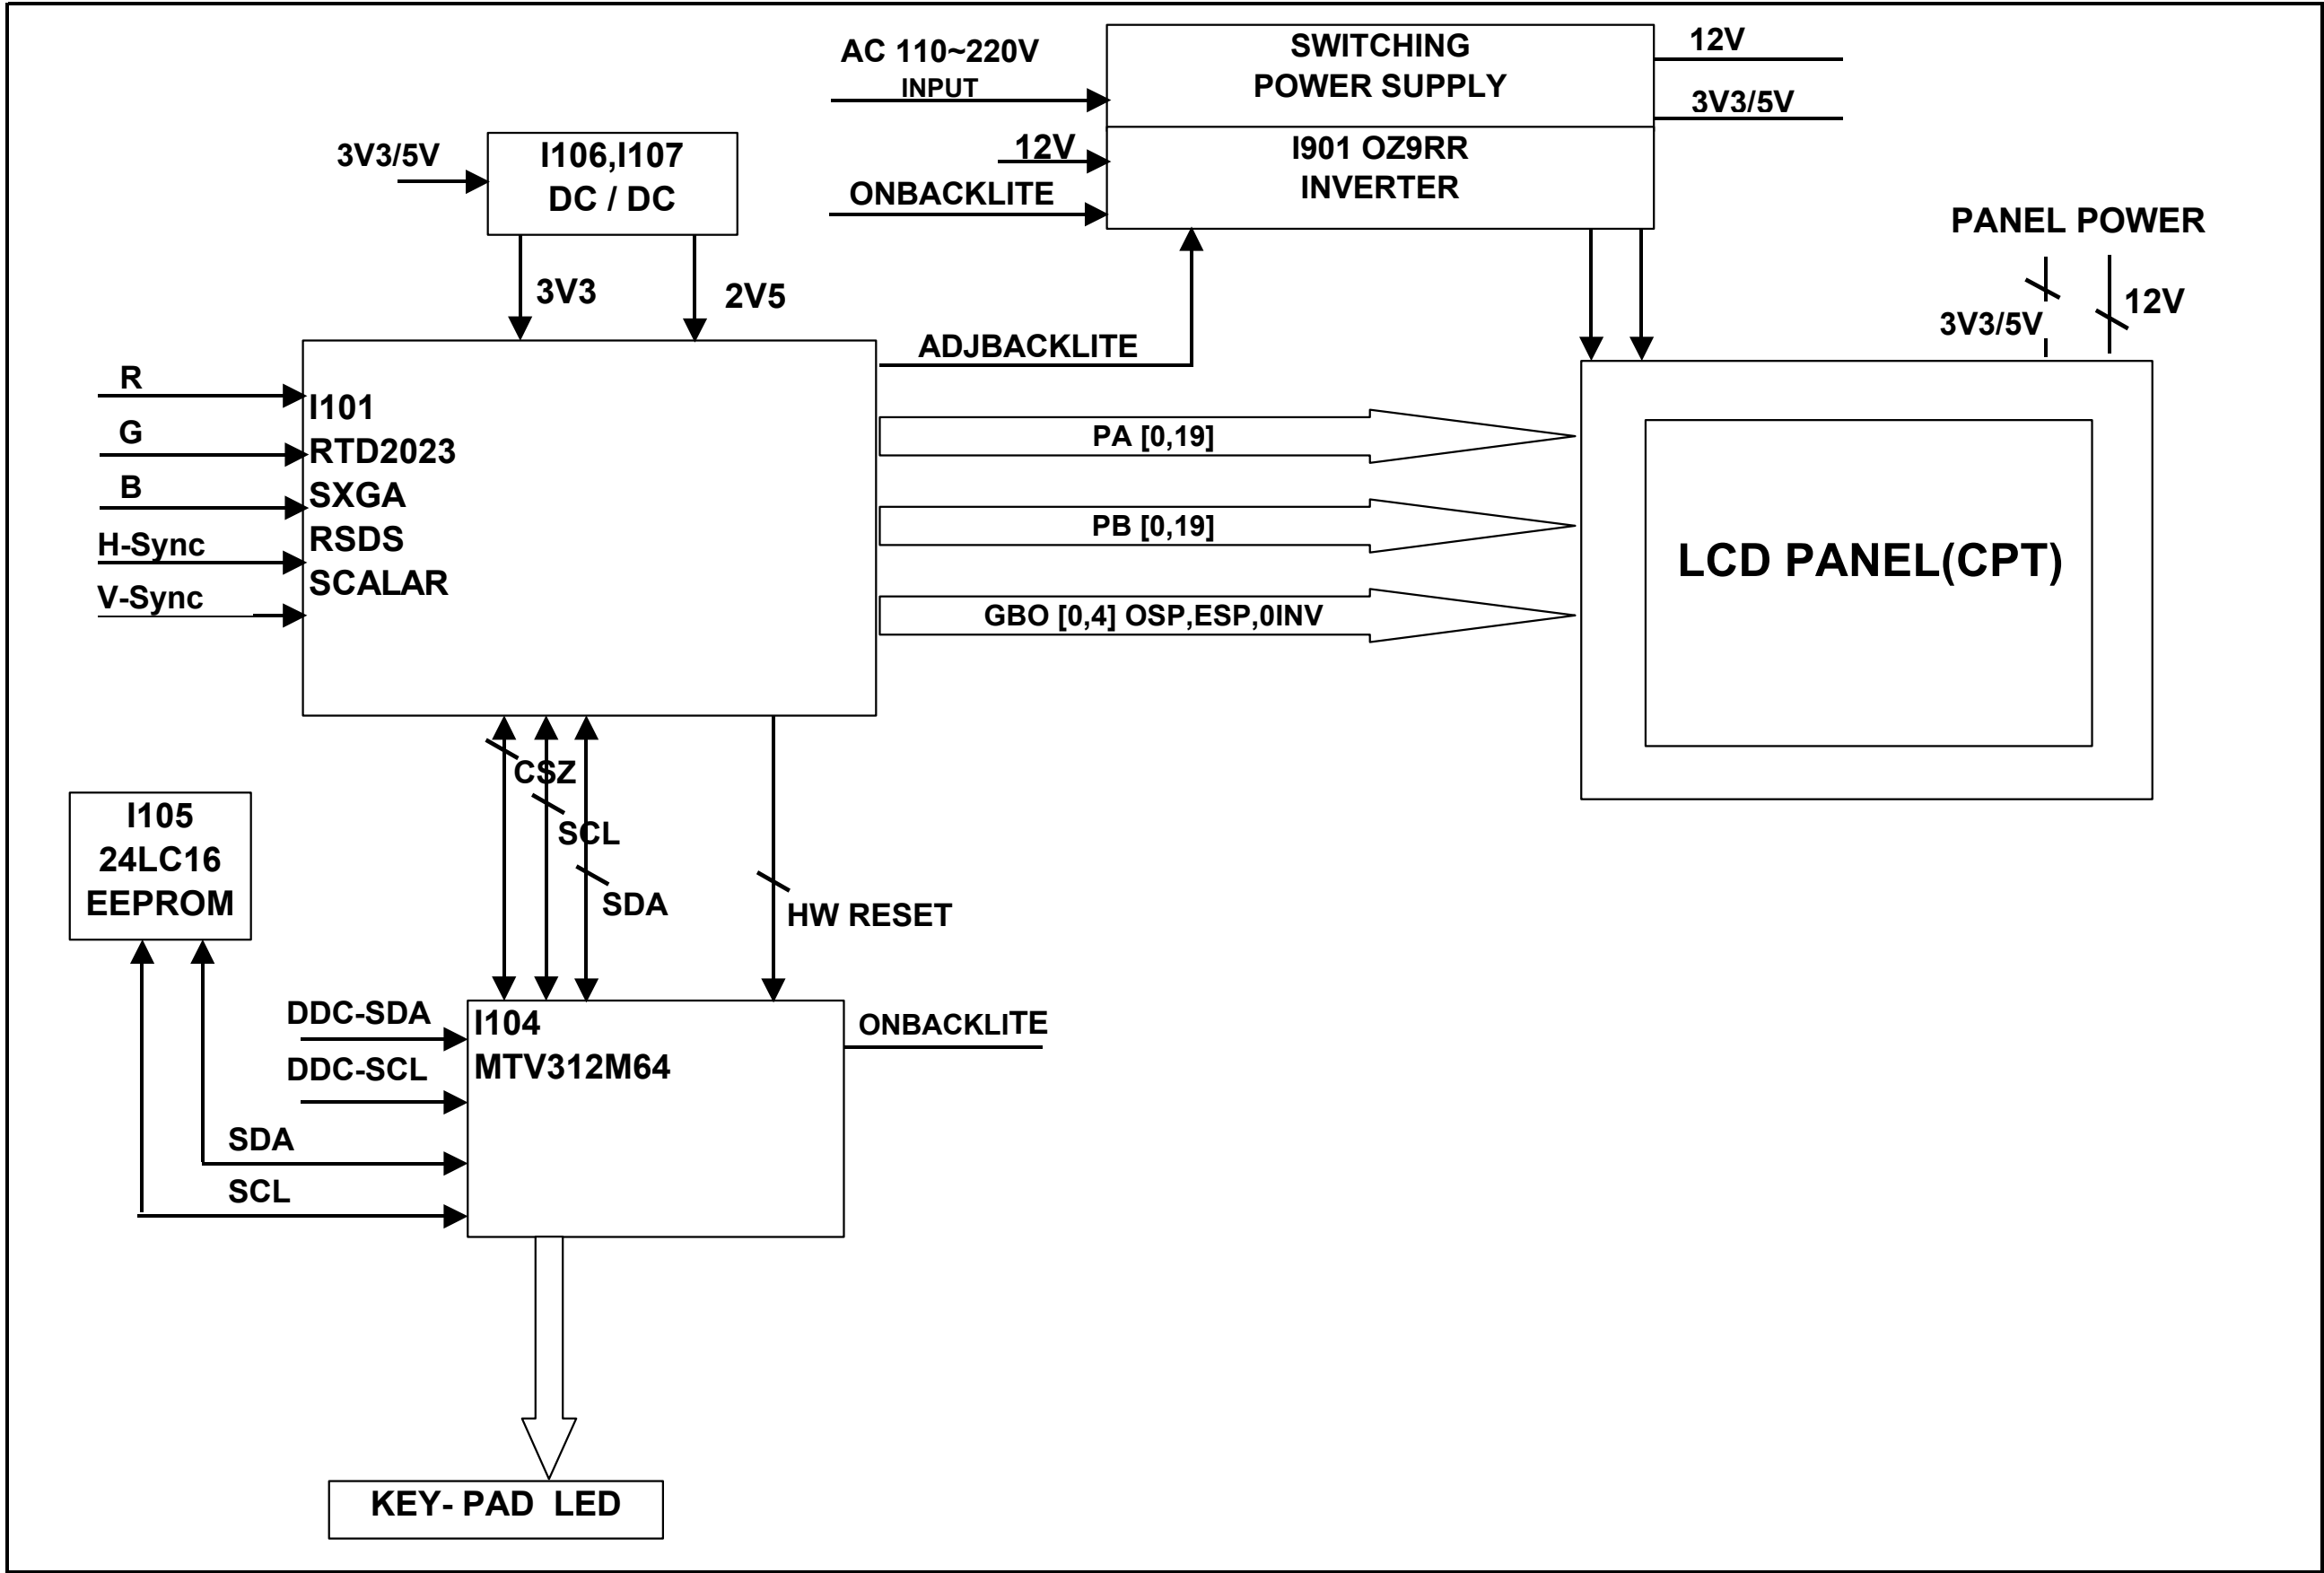 AC 110~220V
INPUT
SWITCHING
POWER SUPPLY
12V
3V3/5V
12V
ONBACKLITE
I901 OZ9RR
INVERTER
3V3/5V
I106,I107
DC / DC
PANEL POWER
3V3/5V
12V
3V3
2V5
ADJBACKLITE
R
G
B
H-Sync
V-Sync
I101
RTD2023
SXGA
RSDS
SCALAR
PA [0,19]
PB [0,19]
GBO [0,4] OSP,ESP,0INV
LCD PANEL(CPT)
CSZ
SCL
SDA
HW RESET
I105
24LC16
EEPROM
DDC-SDA
DDC-SCL
SDA
SCL
I104
MTV312M64
ONBACKLITE
KEY- PAD LED